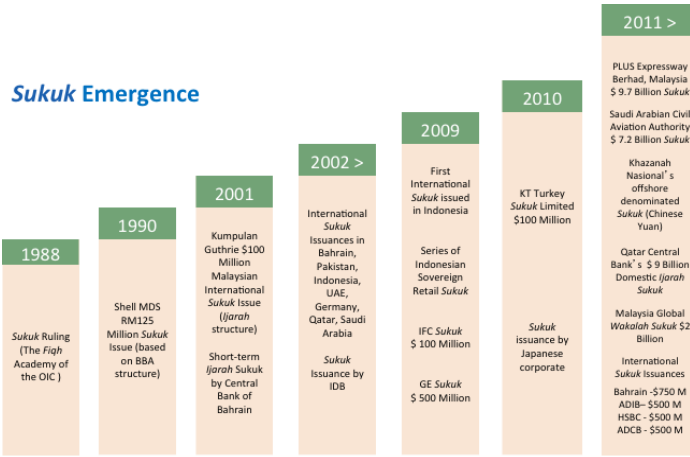 Sukuk Emergence
1988
Sukuk Ruling
(The Fiqh
Academy of
the OIC )
1990
Shell MDS
RM125
Million Sukuk
Issue (based
on BBA
structure)
2001
Kumpulan
Guthrie $100
Million
Malaysian
International
Sukuk Issue
(Ijarah
structure)
Short-term
Ijarah Sukuk
by Central
Bank of
Bahrain
2002 >
International
Sukuk
Issuances in
Bahrain,
Pakistan,
Indonesia,
UAE,
Germany,
Qatar, Saudi
Arabia
Sukuk
Issuance by
IDB
2009
First
International
Sukuk issued
in Indonesia
Series of
Indonesian
Sovereign
Retail Sukuk
IFC Sukuk
$ 100 Million
GE Sukuk
$ 500 Million
2010
KT Turkey
Sukuk Limited
$100 Million
Sukuk
issuance by
Japanese
corporate
2011 >
PLUS Expressway
Berhad, Malaysia
$ 9.7 Billion Sukuk
Saudi Arabian Civil
Aviation Authority
$ 7.2 Billion Sukuk
Khazanah
Nasional's
offshore
denominated
Sukuk (Chinese
Yuan)
Qatar Central
Bank's $ 9 Billion
Domestic Ijarah
Sukuk
Malaysia Global
Wakalah Sukuk $2
Billion
International
Sukuk Issuances
Bahrain -$750 M
ADIB– $500 M
HSBC - $500 M
ADCB - $500 M